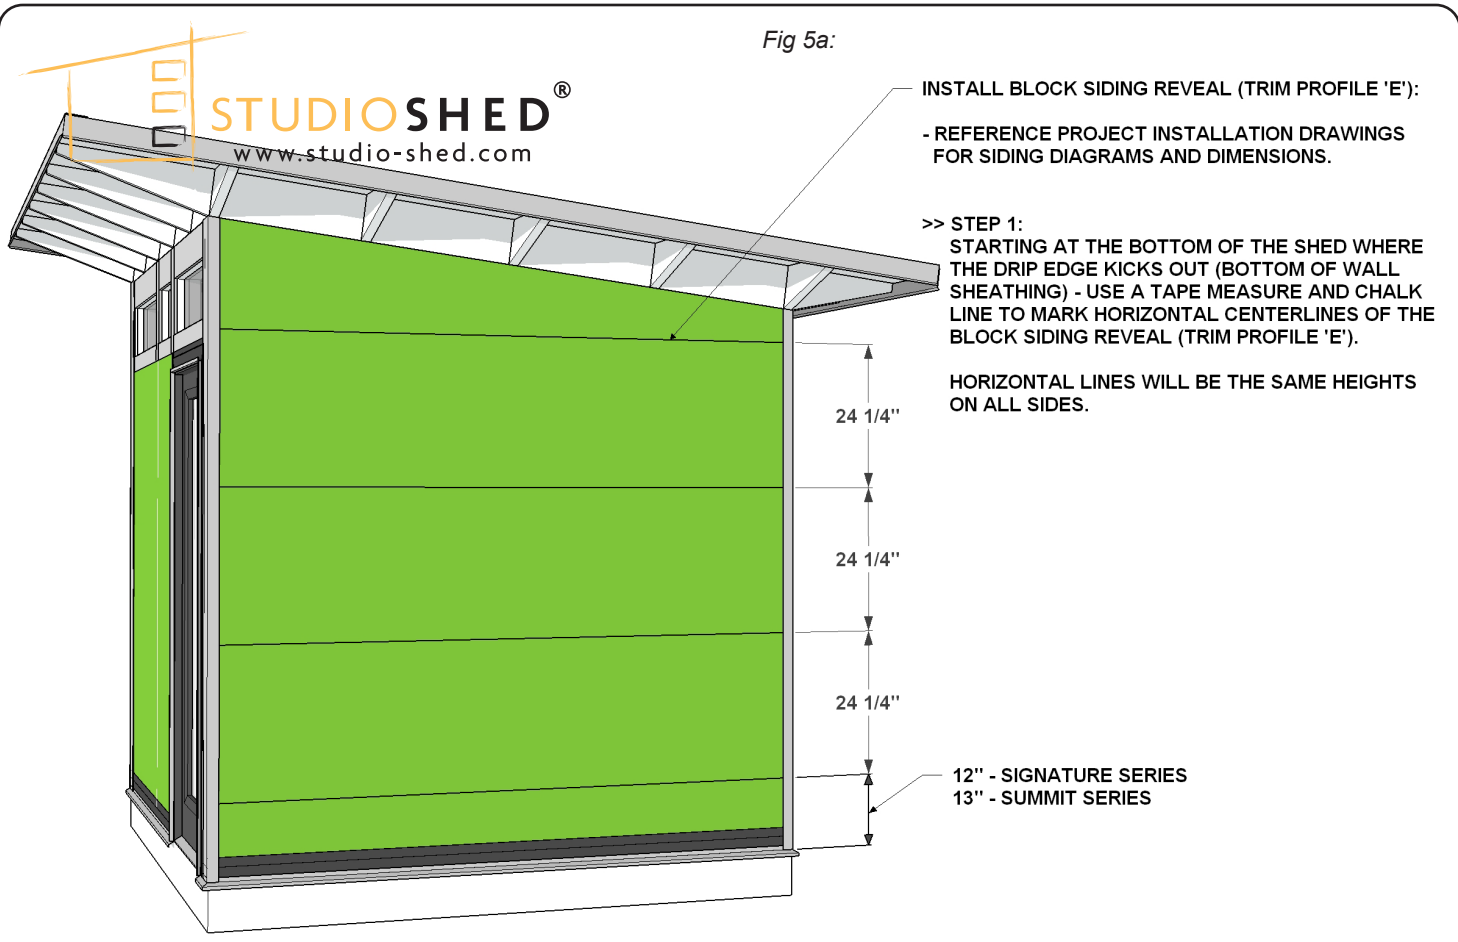 Fig 5a:
STUDIOSHED®
www.studio-shed.com
INSTALL BLOCK SIDING REVEAL (TRIM PROFILE 'E'):
- REFERENCE PROJECT INSTALLATION DRAWINGS
FOR SIDING DIAGRAMS AND DIMENSIONS.
>> STEP 1:
STARTING AT THE BOTTOM OF THE SHED WHERE
THE DRIP EDGE KICKS OUT (BOTTOM OF WALL
SHEATHING) - USE A TAPE MEASURE AND CHALK
LINE TO MARK HORIZONTAL CENTERLINES OF THE
BLOCK SIDING REVEAL (TRIM PROFILE 'E').
HORIZONTAL LINES WILL BE THE SAME HEIGHTS
ON ALL SIDES.
24 1/4"
24 1/4"
24 1/4"
12" - SIGNATURE SERIES
13" - SUMMIT SERIES